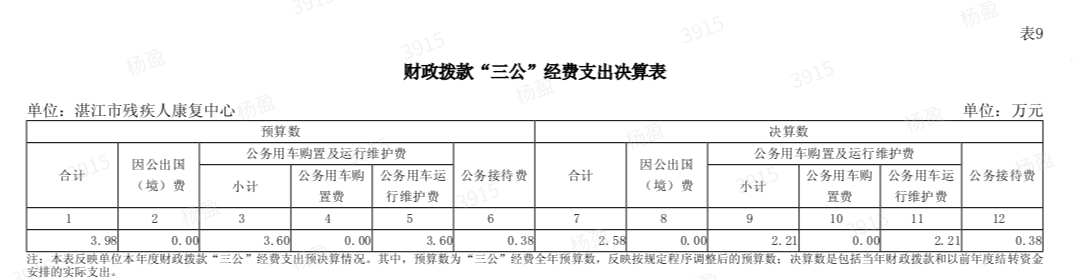 表9
财政拨款“三公”经费支出决算表
单位：湛江市残疾人康复中心 单位：万元
预算数 决算数
合计 因公出国（境）费 公务用车购置及运行维护费 公务接待费 合计 因公出国（境）费 公务用车购置及运行维护费 公务接待费
小计 公务用车购置费 公务用车运行维护费 小计 公务用车购置费 公务用车运行维护费
1 2 3 4 5 6 7 8 9 10 11 12
3.98 0.00 3.60 0.00 3.60 0.38 2.58 0.00 2.21 0.00 2.21 0.38
注：本表反映单位本年度财政拨款“三公”经费支出预决算情况。其中，预算数为“三公”经费全年预算数，反映按规定程序调整后的预算数；决算数是包括当年财政拨款和以前年度结转资金
安排的实际支出。
杨盈 3915